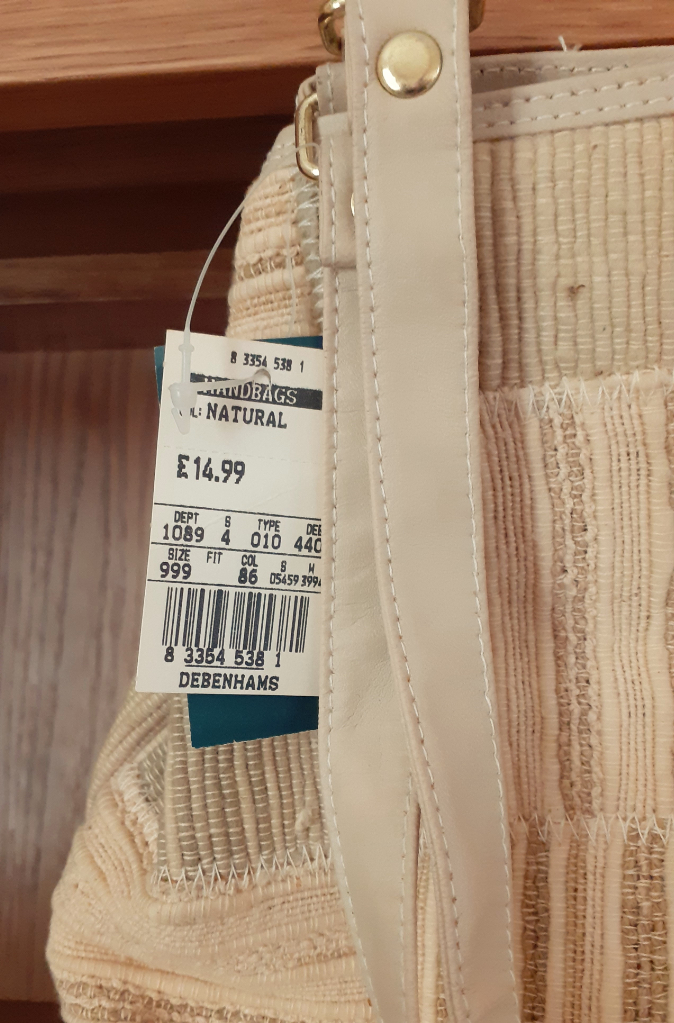 8 3354 538 1
HANDBAGS
NATURAL
£14.99
DEPT S TYPE
1089 4 010 440
SIZE FIT COL S M
999 86 D5459
8 3354 538 1
DEBENHAMS